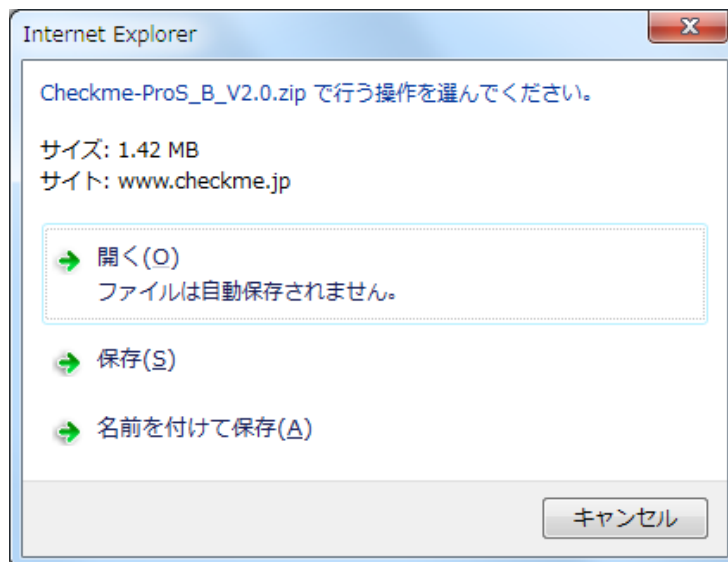 Internet Explorer
Checkme-ProS_B_V2.0.zip で行う操作を選んでください。
サイズ: 1.42 MB
サイト: www.checkme.jp
開く(O)
ファイルは自動保存されません。
保存(S)
名前を付けて保存(A)
キャンセル